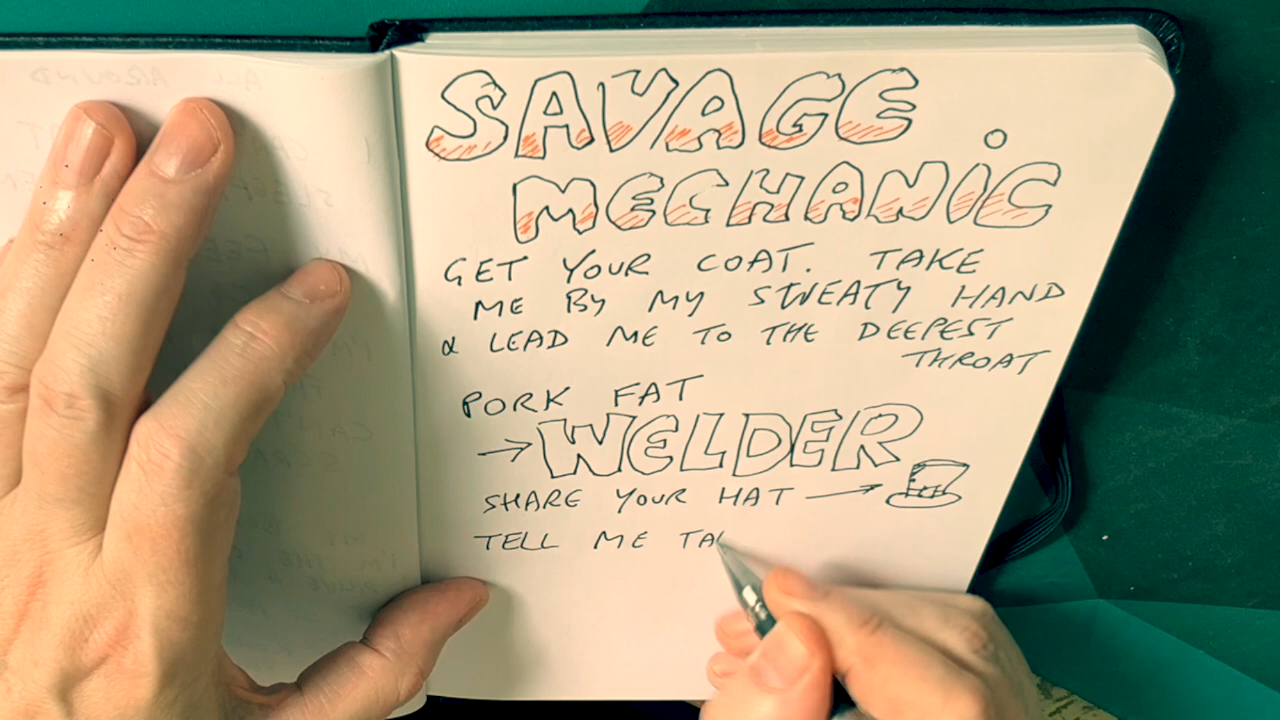 SAVAGE
MECHANIC
GET YOUR COAT. TAKE
ME BY MY SWEATY HAND
& LEAD ME TO THE DEEPEST
THROAT
PORK FAT
→ WELDER
SHARE YOUR HAT →
TELL ME TA